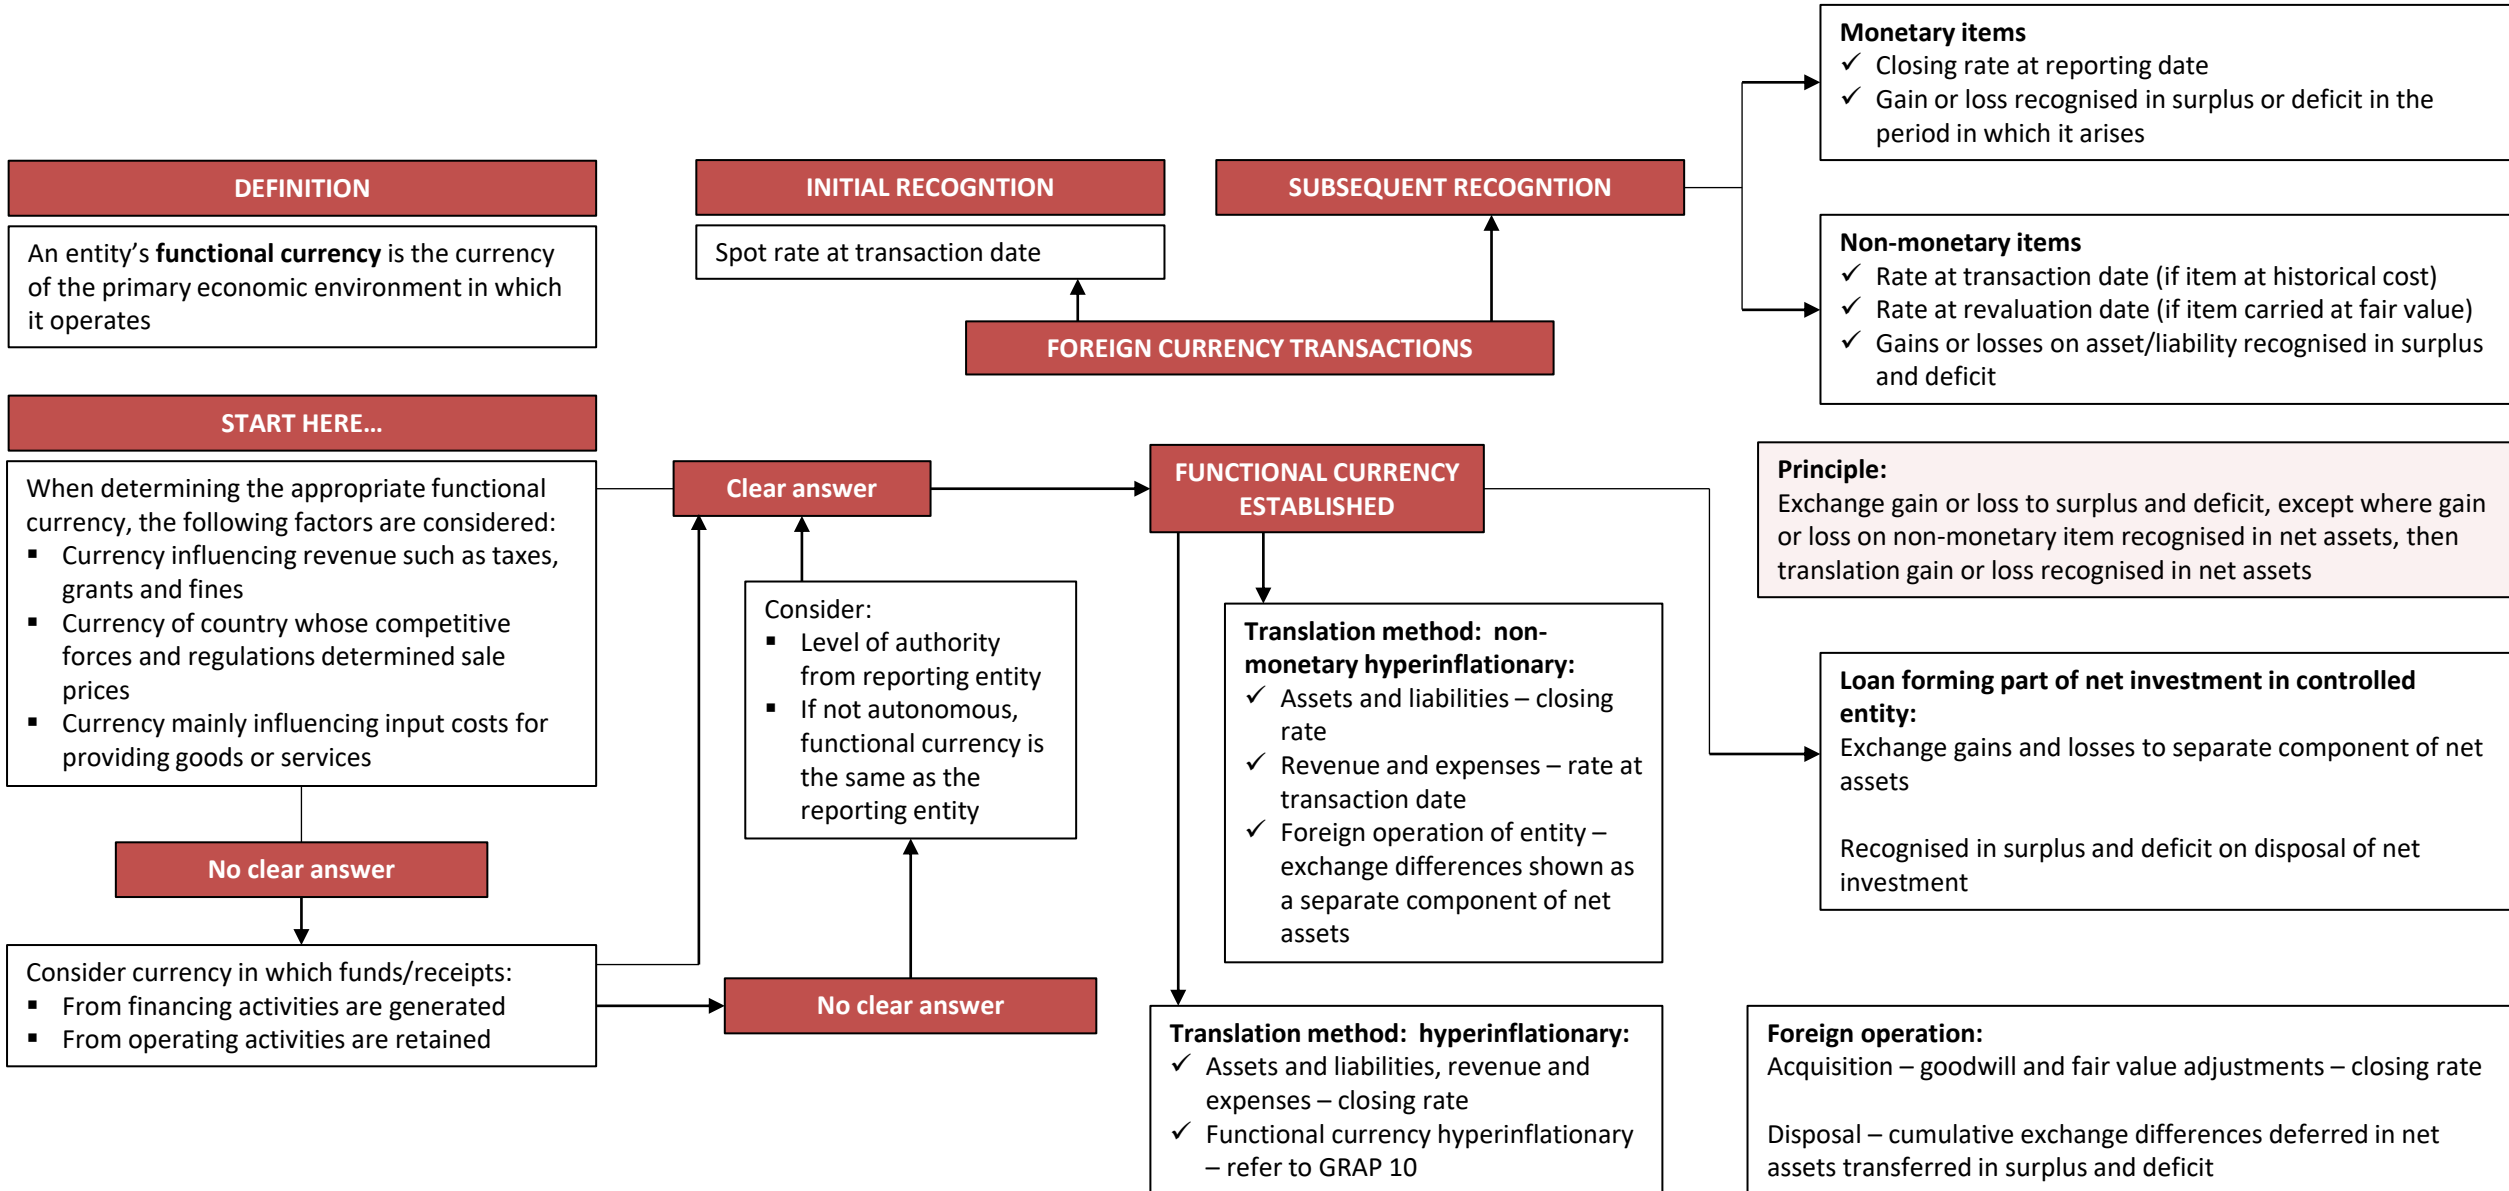 DEFINITION
An entity’s functional currency is the currency
of the primary economic environment in which
it operates
INITIAL RECOGNTION
Spot rate at transaction date
SUBSEQUENT RECOGNTION
FOREIGN CURRENCY TRANSACTIONS
Monetary items
✓ Closing rate at reporting date
✓ Gain or loss recognised in surplus or deficit in the
period in which it arises
Non-monetary items
✓ Rate at transaction date (if item at historical cost)
✓ Rate at revaluation date (if item carried at fair value)
✓ Gains or losses on asset/liability recognised in surplus
and deficit
START HERE…
When determining the appropriate functional
currency, the following factors are considered:
▪ Currency influencing revenue such as taxes,
grants and fines
▪ Currency of country whose competitive
forces and regulations determined sale
prices
▪ Currency mainly influencing input costs for
providing goods or services
No clear answer
Consider currency in which funds/receipts:
▪ From financing activities are generated
▪ From operating activities are retained
Clear answer
Consider:
▪ Level of authority
from reporting entity
▪ If not autonomous,
functional currency is
the same as the
reporting entity
No clear answer
FUNCTIONAL CURRENCY
ESTABLISHED
Translation method:  non-
monetary hyperinflationary:
✓ Assets and liabilities – closing
rate
✓ Revenue and expenses – rate at
transaction date
✓ Foreign operation of entity –
exchange differences shown as
a separate component of net
assets
Translation method:  hyperinflationary:
✓ Assets and liabilities, revenue and
expenses – closing rate
✓ Functional currency hyperinflationary
– refer to GRAP 10
Principle:
Exchange gain or loss to surplus and deficit, except where gain
or loss on non-monetary item recognised in net assets, then
translation gain or loss recognised in net assets
Loan forming part of net investment in controlled
entity:
Exchange gains and losses to separate component of net
assets
Recognised in surplus and deficit on disposal of net
investment
Foreign operation:
Acquisition – goodwill and fair value adjustments – closing rate
Disposal – cumulative exchange differences deferred in net
assets transferred in surplus and deficit